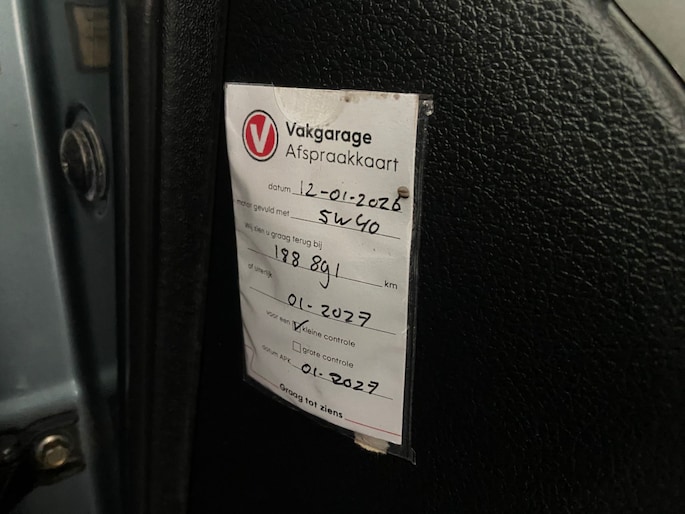 V
Vakgarage
Afspraakkaart
datum 12-01-2026
motor gevuld met 5W40
Wij zien u graag terug bij
188 891 km
of uiterlijk
01-2027
voor een kleine controle
grote controle
datum APK 01-2027
Graag tot ziens